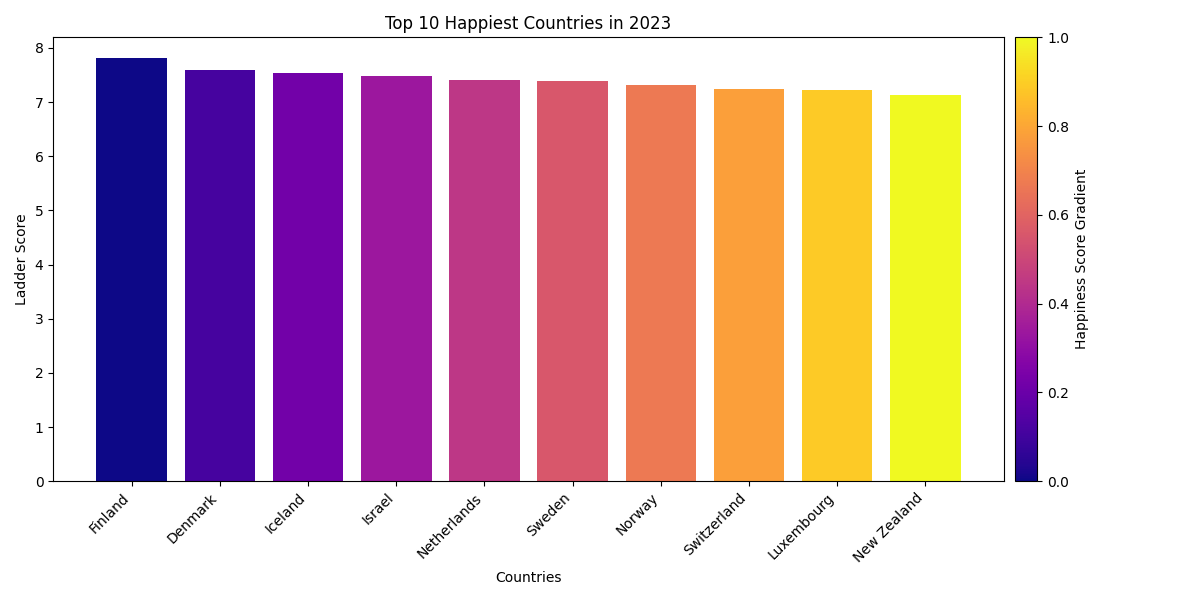 Top 10 Happiest Countries in 2023
Ladder Score
8
7
6
5
4
3
2
1
0
Finland
Denmark
Iceland
Israel
Netherlands
Sweden
Norway
Switzerland
Luxembourg
New Zealand
Countries
1.0
0.8
0.6
0.4
0.2
0.0
Happiness Score Gradient